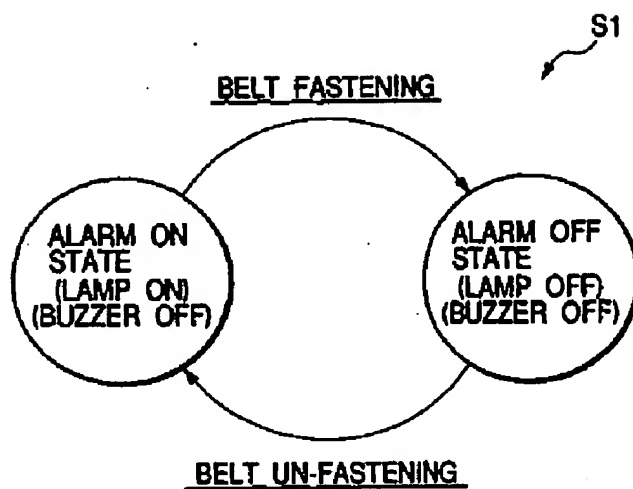 S1
BELT FASTENING
ALARM ON
STATE
(LAMP ON)
(BUZZER OFF)
ALARM OFF
STATE
(LAMP OFF)
(BUZZER OFF)
BELT UN-FASTENING